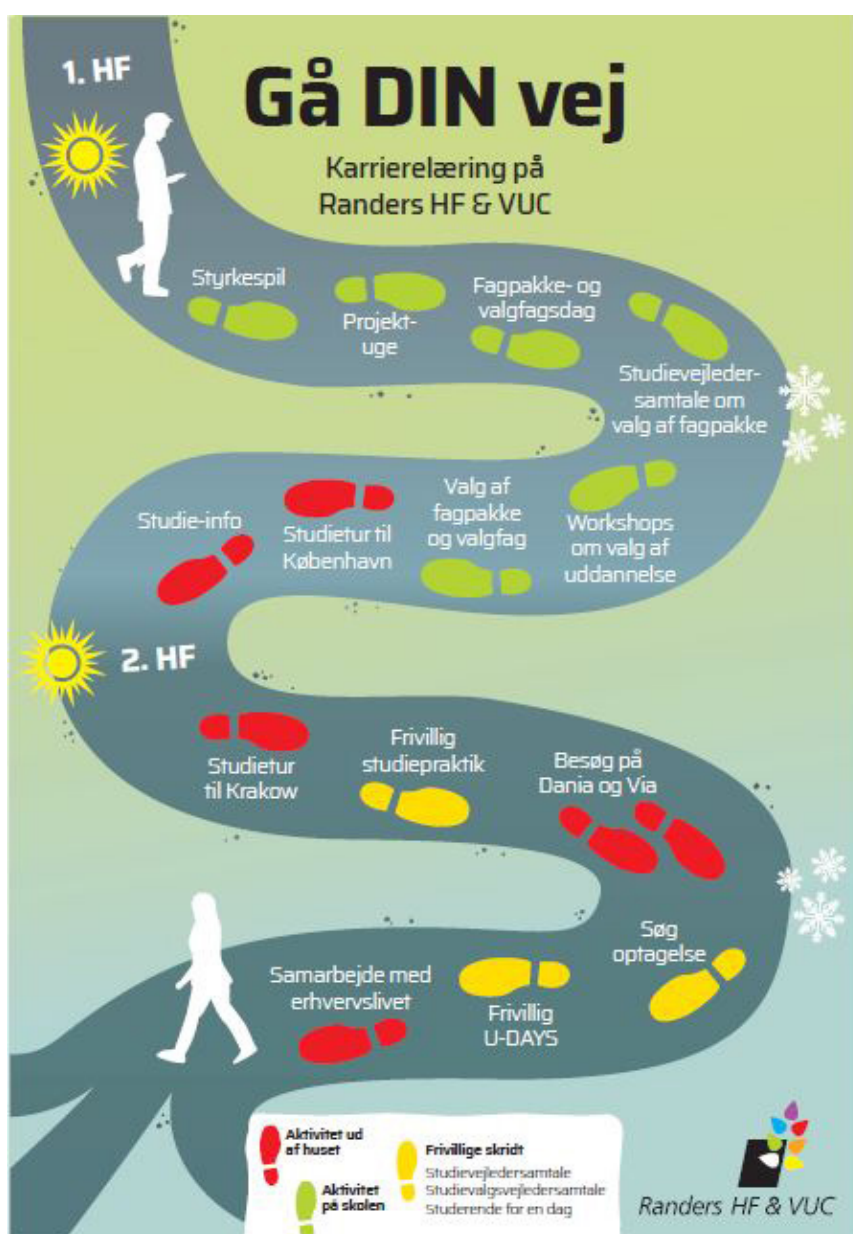 1. HF
Gå DIN vej
Karrierelæring på
Randers HF & VUC
Styrkespil
Projekt-
uge
Fagpakke- og
valgfagsdag
Studievejleder-
samtale om
valg af fagpakke
Workshops
om valg af
uddannelse
Valg af
fagpakke
og valgfag
Studietur til
København
Studie-info
2. HF
Studietur
til Krakow
Frivillig
studiepraktik
Besøg på
Dania og Via
Søg
optagelse
Frivillig
U-DAYS
Samarbejde med
erhvervslivet
Aktivitet ud
af huset
Aktivitet
på skolen
Frivillige skridt
Studievejledersamtale
Studievalgsvejledersamtale
Studerende for en dag
Randers HF & VUC